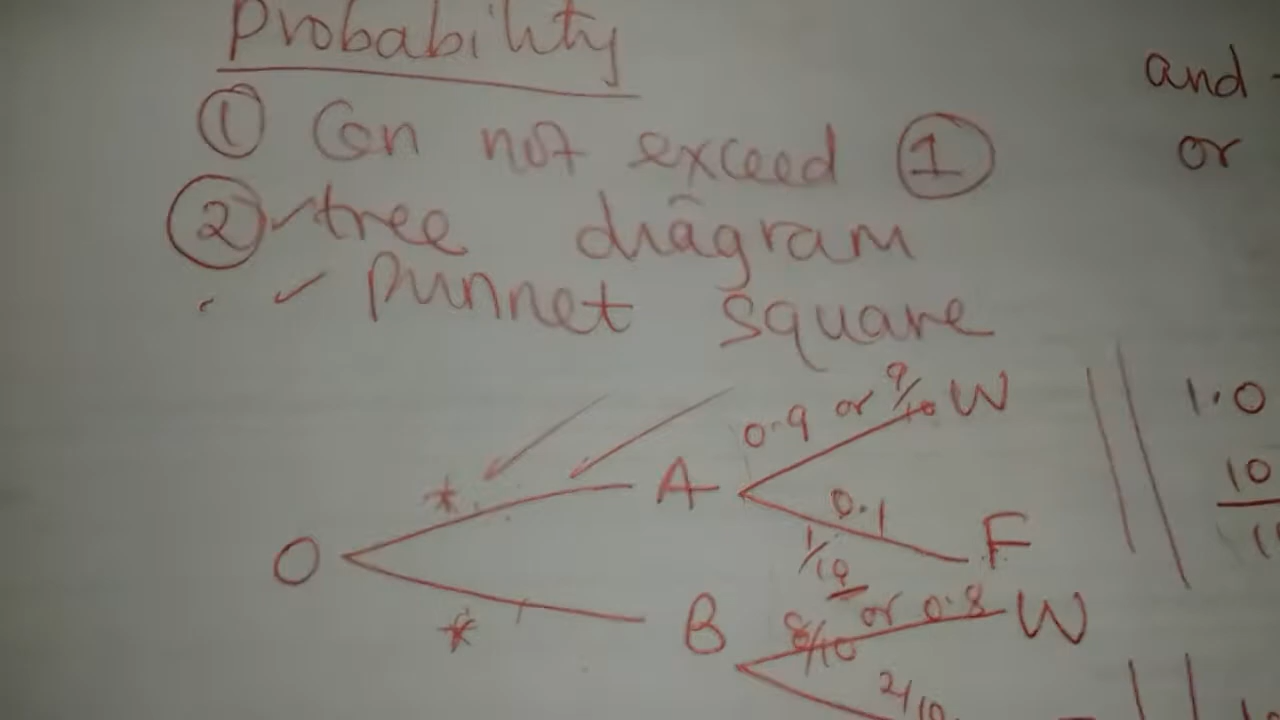 Probability
① Can not exceed ①
② ✓ tree diagram
✓ punnet square
and
or
0.9 or 9/10 W
* A
0.1 F
1/10
O
* B
8/10 or 0.8 W
2/10
1.0
10